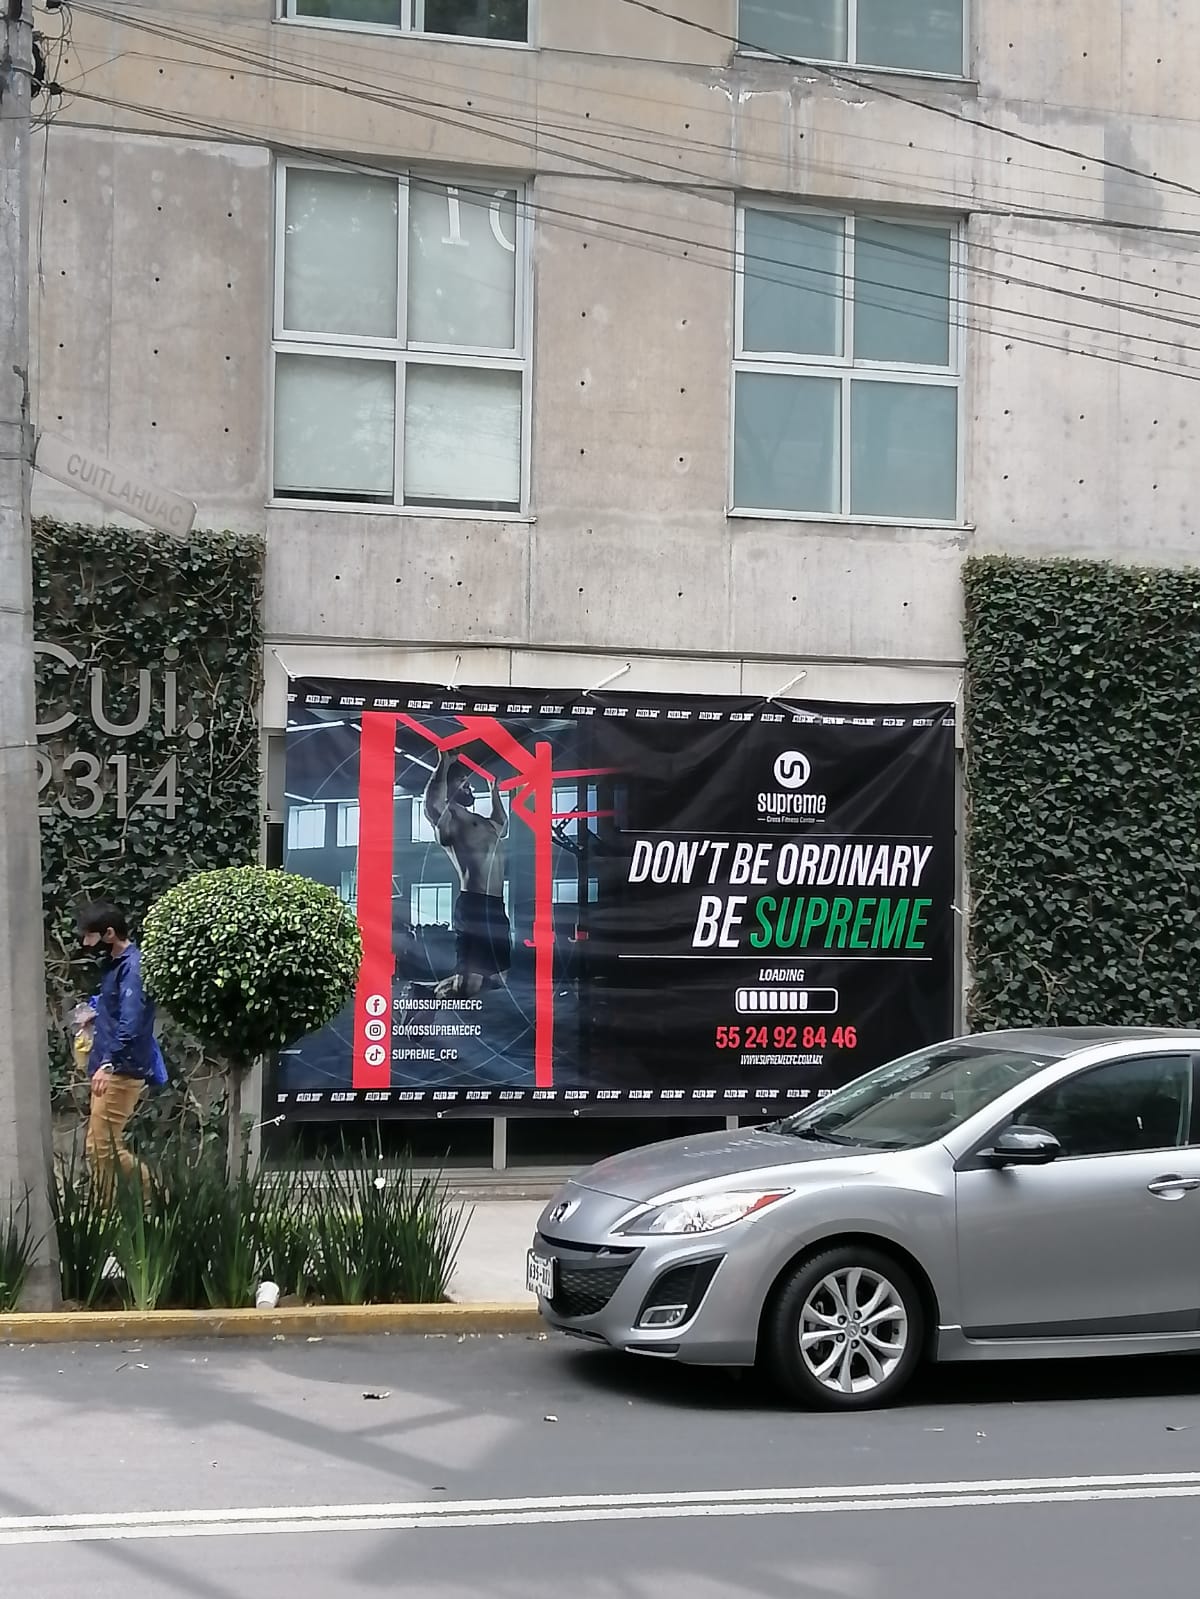 10
CUITLAHUAC
CUI.
2314
supreme
Cross Fitness Center
DON'T BE ORDINARY
BE SUPREME
LOADING
55 24 92 84 46
WWW.SUPREMECFC.COM.MX
SOMOSSUPREMECFC
SOMOSSUPREMECFC
SUPREME_CFC